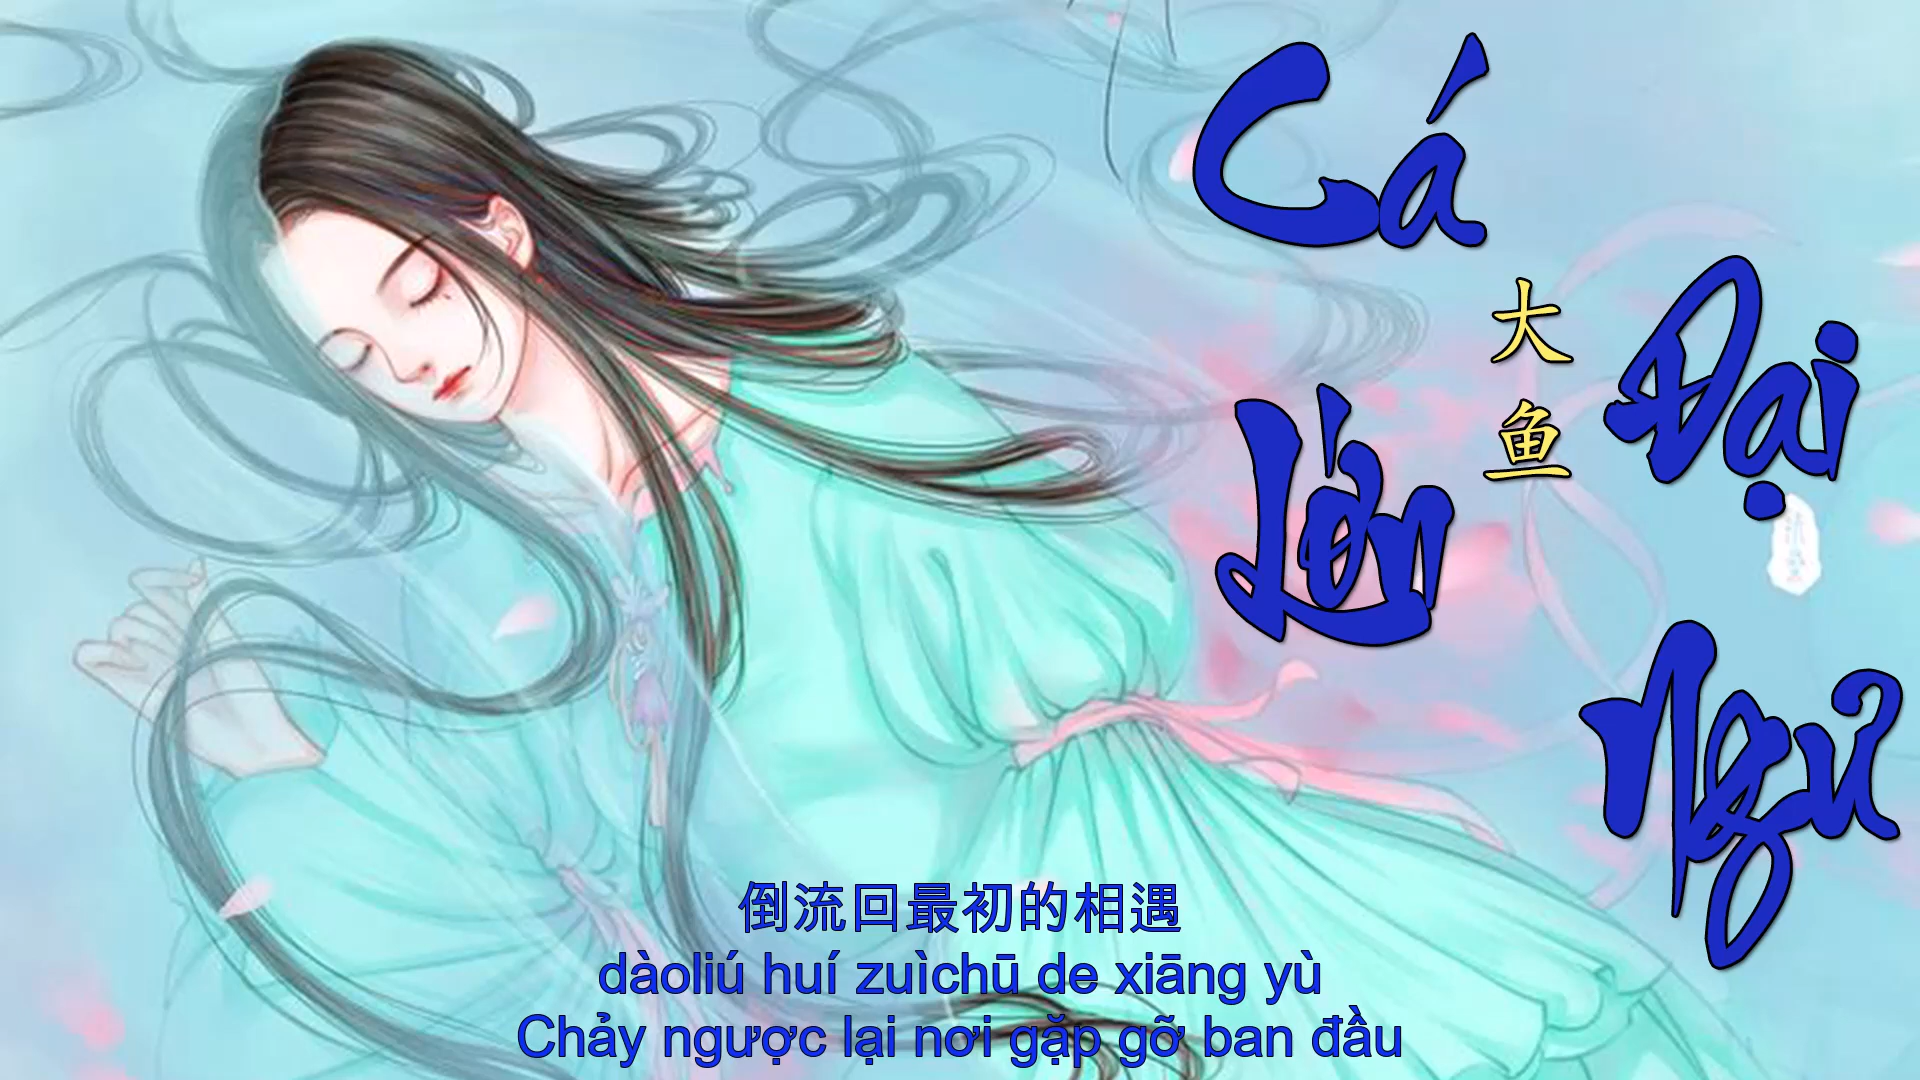 Cá
Lớn
大
鱼
Đại
Ngư
倒流回最初的相遇
dàoliú huí zuìchū de xiāng yù
Chảy ngược lại nơi gặp gỡ ban đầu